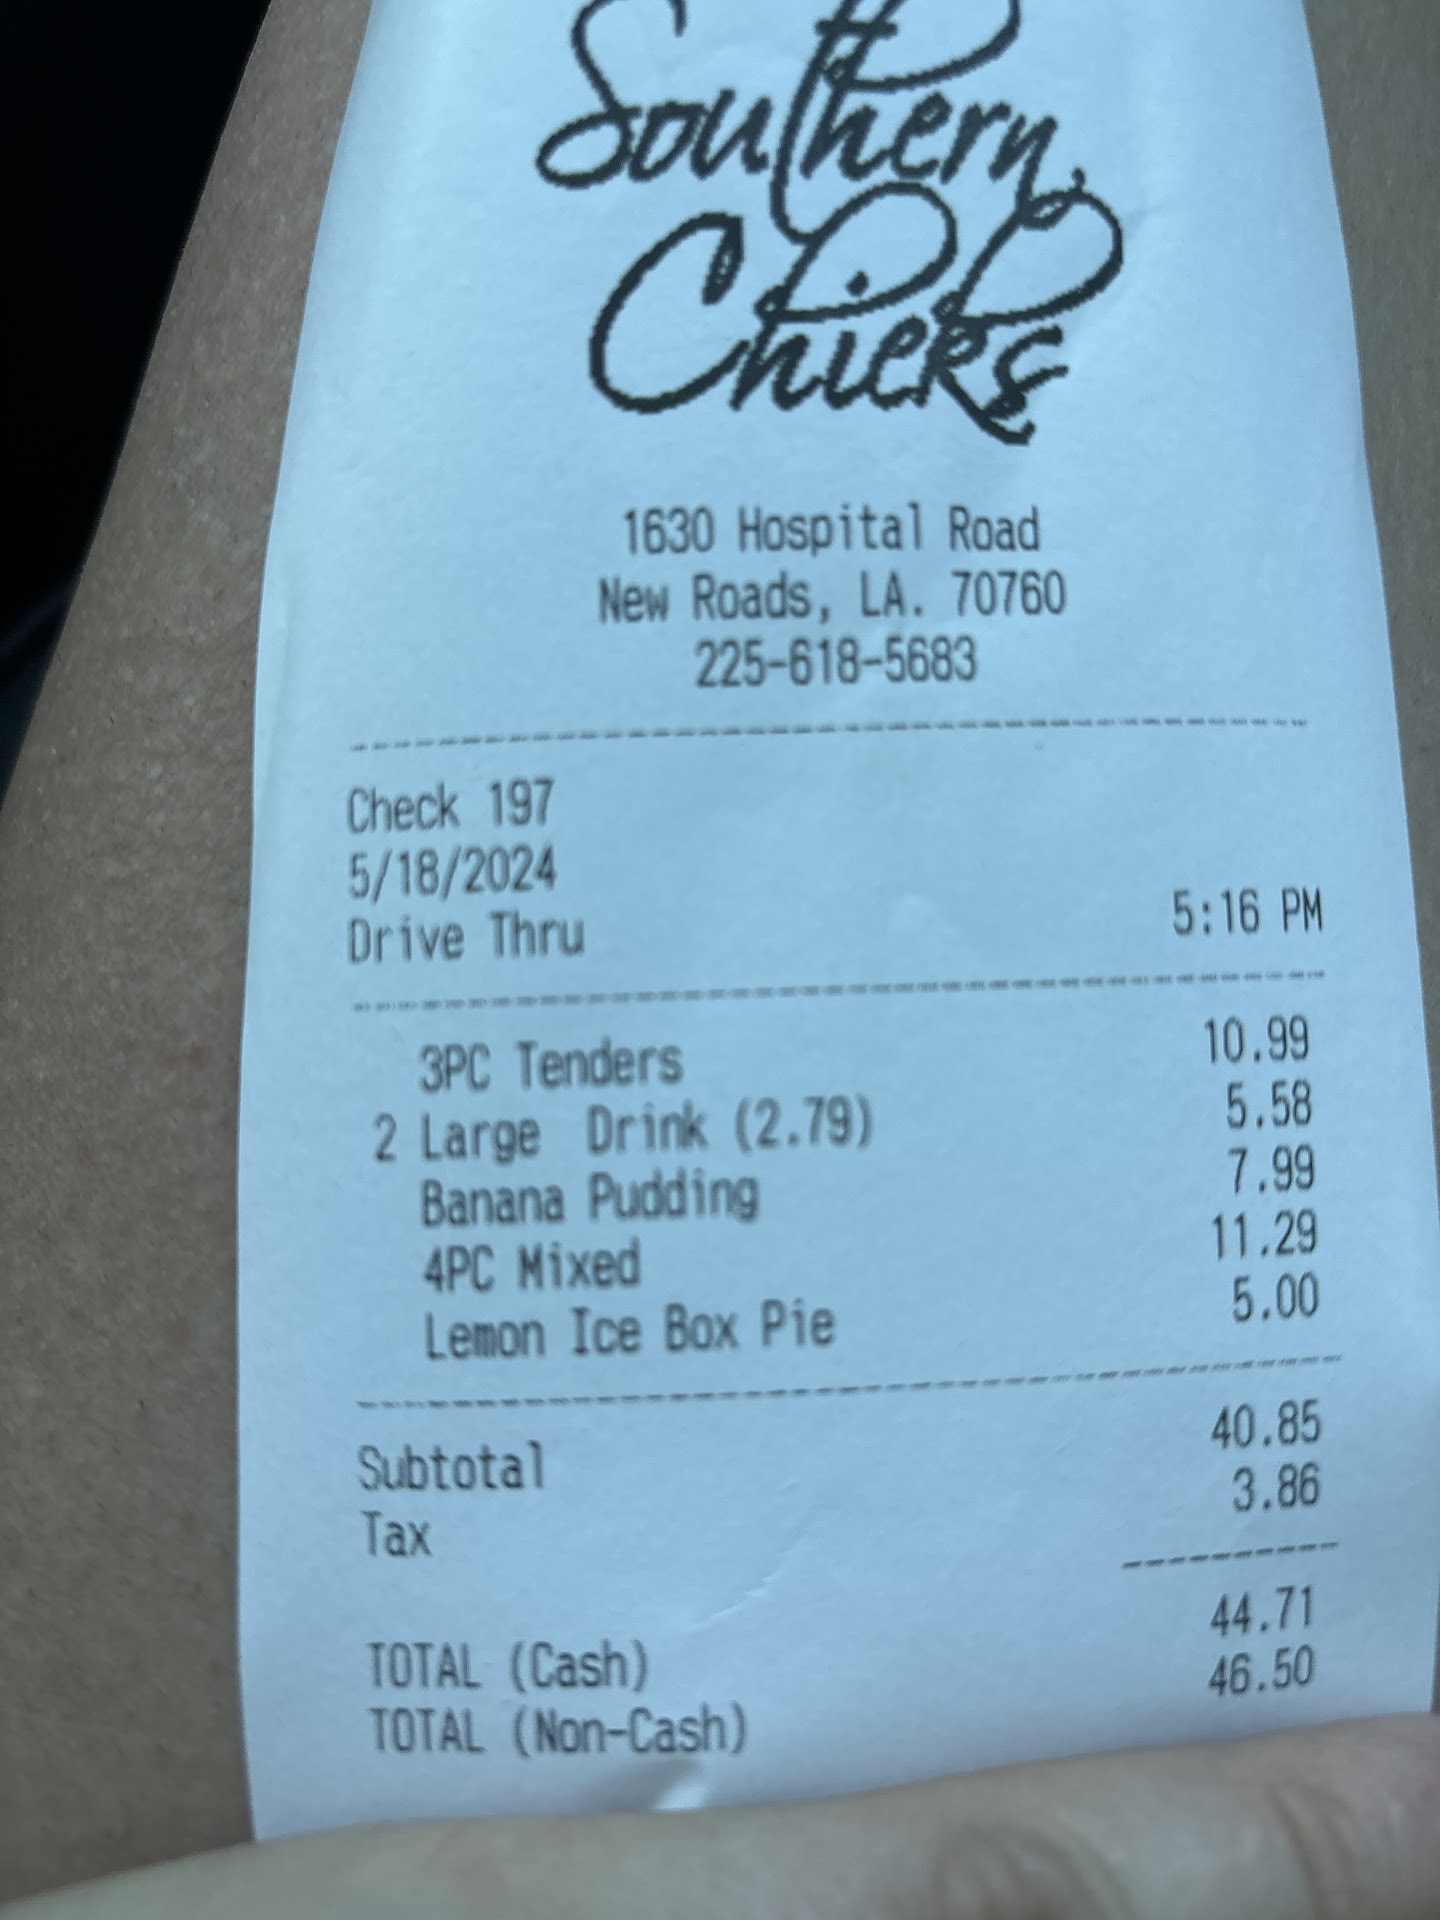 Southern
Chicks
1630 Hospital Road
New Roads, LA. 70760
225-618-5683
Check 197
5/18/2024
Drive Thru 5:16 PM
3PC Tenders 10.99
2 Large Drink (2.79) 5.58
Banana Pudding 7.99
4PC Mixed 11.29
Lemon Ice Box Pie 5.00
Subtotal 40.85
Tax 3.86
TOTAL (Cash) 44.71
TOTAL (Non-Cash) 46.50